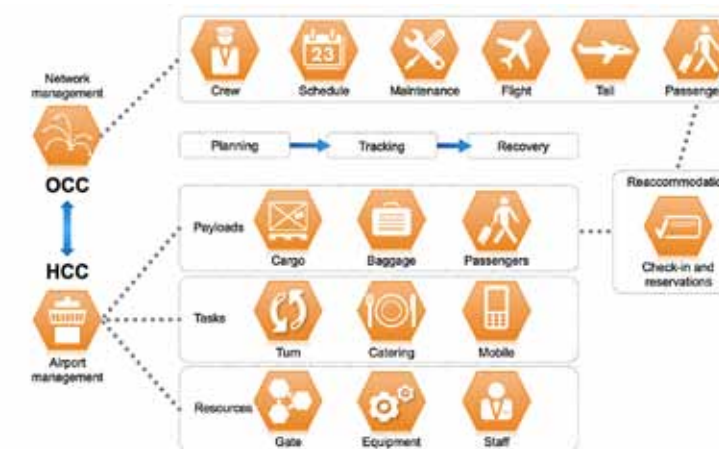 Network
management
OCC
HCC
Airport
management
23
Crew
Schedule
Maintenance
Flight
Tail
Planning
Tracking
Recovery
Payloads
Cargo
Baggage
Passengers
Tasks
Turn
Catering
Mobile
Resources
Gate
Equipment
Staff
Check-in and
reservations